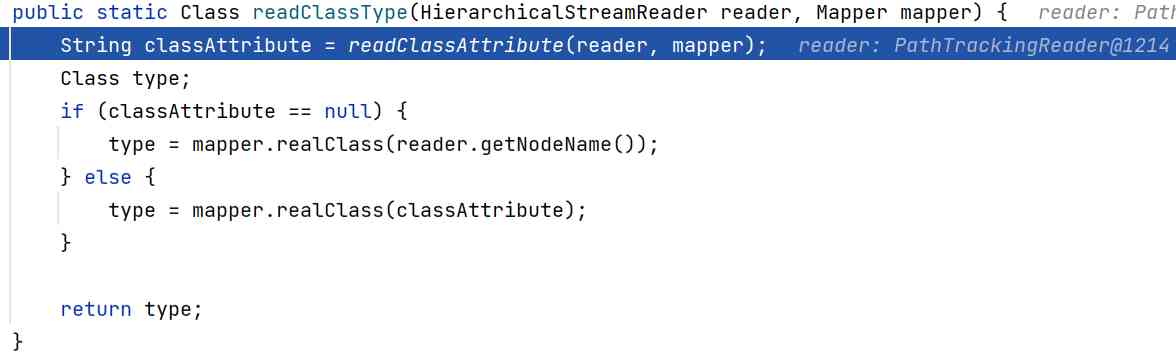 public static Class readClassType(HierarchicalStreamReader reader, Mapper mapper) {   reader: Path
    String classAttribute = readClassAttribute(reader, mapper);   reader: PathTrackingReader@1214
    Class type;
    if (classAttribute == null) {
        type = mapper.realClass(reader.getNodeName());
    } else {
        type = mapper.realClass(classAttribute);
    }
    return type;
}